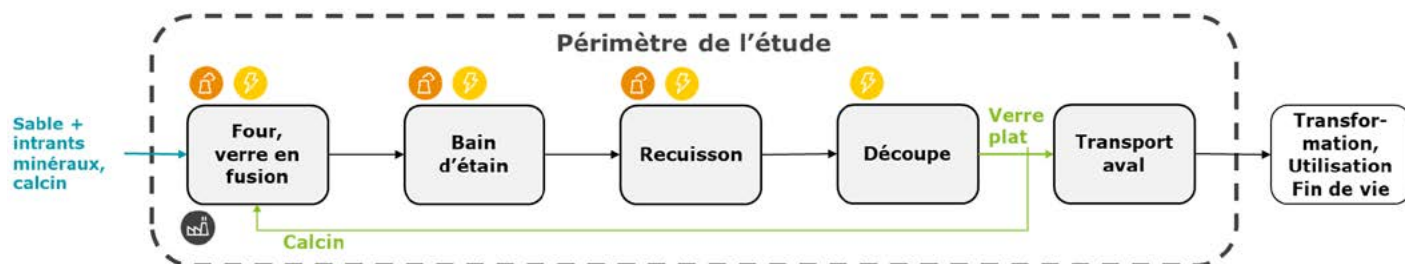 Périmètre de l'étude
Sable +
intrants
minéraux,
calcin
Four,
verre en
fusion
Bain
d'étain
Recuisson
Découpe
Verre
plat
Transport
aval
Transfor-
mation,
Utilisation
Fin de vie
Calcin